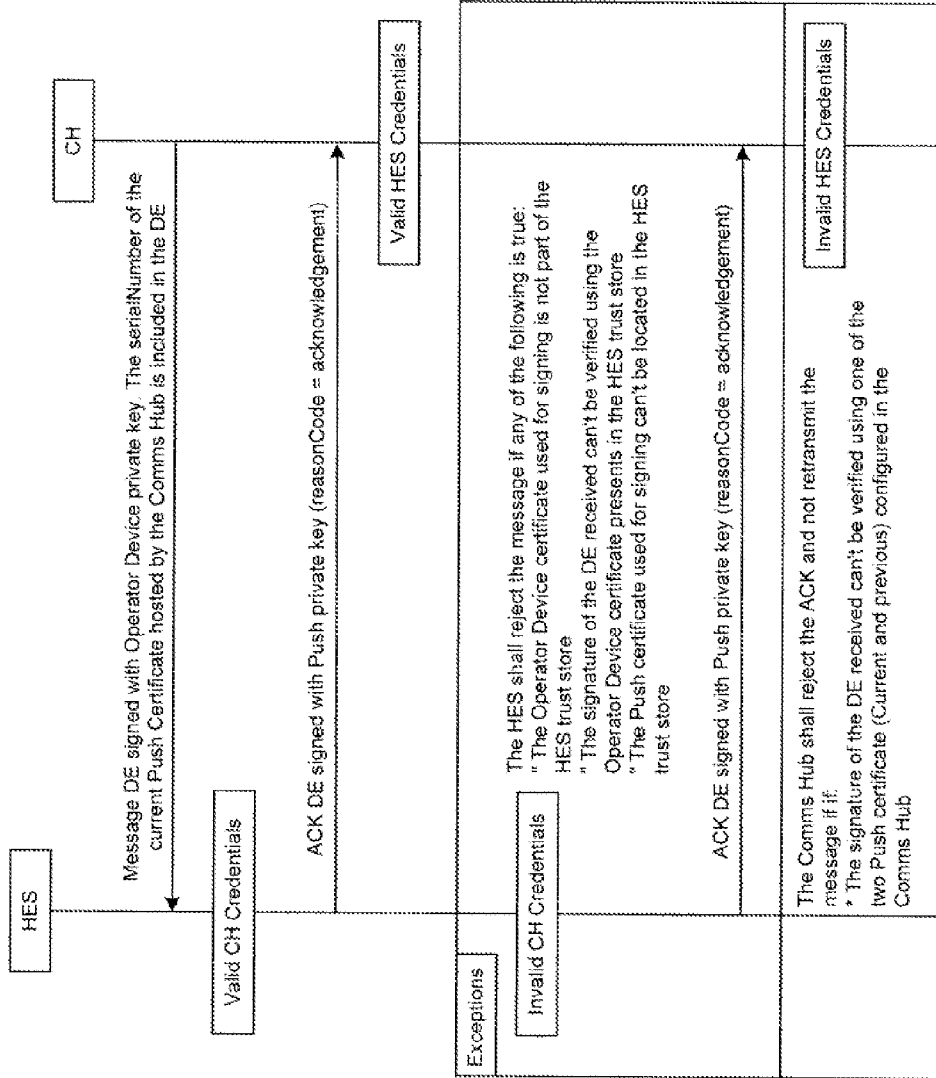 HES
CH
Message DE signed with Operator Device private key. The serialNumber of the
current Push Certificate hosted by the Comms Hub is included in the DE
Valid CH Credentials
ACK DE signed with Push private key (reasonCode = acknowledgement)
Valid HES Credentials
Exceptions
Invalid CH Credentials
The HES shall reject the message if any of the following is true:
" The Operator Device certificate used for signing is not part of the
HES trust store
" The signature of the DE received can't be verified using the
Operator Device certificate presents in the HES trust store
" The Push certificate used for signing can't be located in the HES
trust store
ACK DE signed with Push private key (reasonCode = acknowledgement)
Invalid HES Credentials
The Comms Hub shall reject the ACK and not retransmit the
message if if:
" The signature of the DE received can't be verified using one of the
two Push certificate (Current and previous) configured in the
Comms Hub